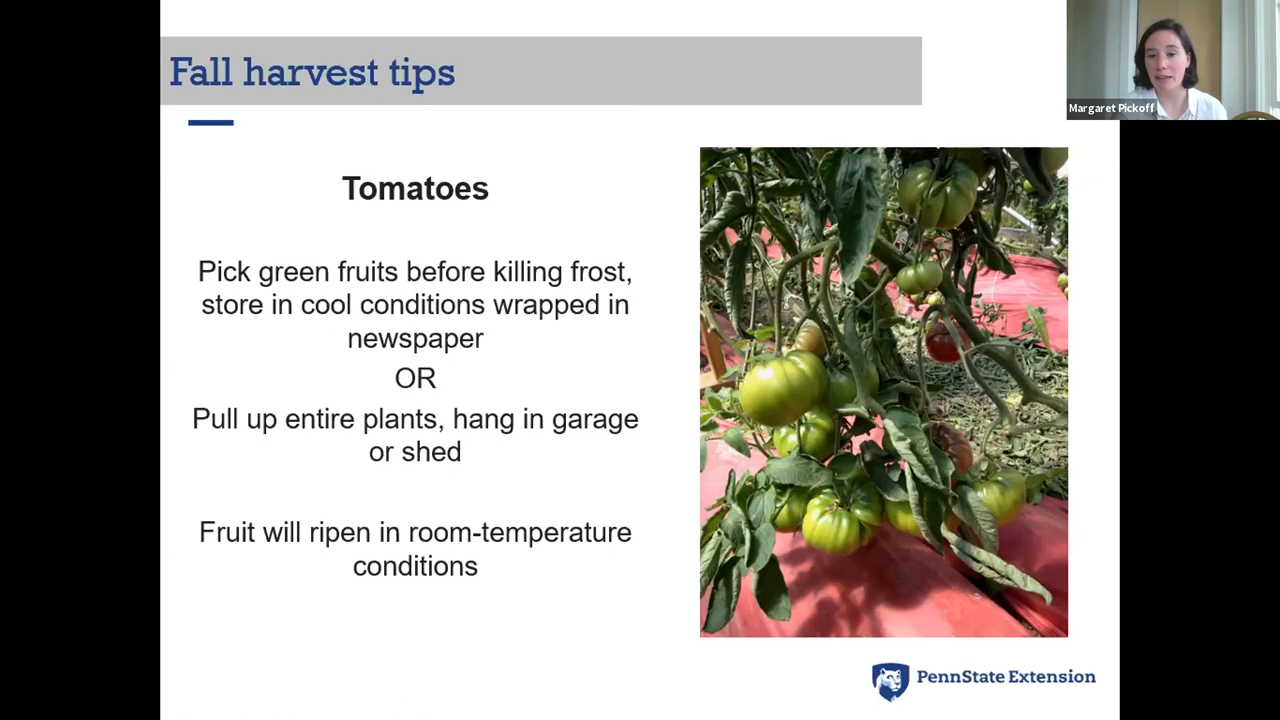 Fall harvest tips
Margaret Pickoff
Tomatoes
Pick green fruits before killing frost,
store in cool conditions wrapped in
newspaper
OR
Pull up entire plants, hang in garage
or shed
Fruit will ripen in room-temperature
conditions
PennState Extension